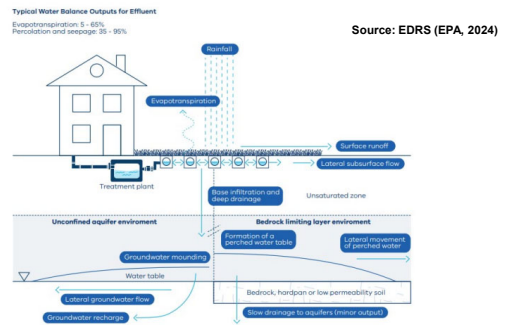 Typical Water Balance Outputs for Effluent
Evapotranspiration: 5 - 65%
Percolation and seepage: 35 - 95%
Source: EDRS (EPA, 2024)
Rainfall
Evapotranspiration
Surface runoff
Lateral subsurface flow
Treatment plant
Base infiltration and
deep drainage
Unsaturated zone
Unconfined aquifer enviroment
Bedrock limiting layer enviroment
Formation of a
perched water table
Lateral movement
of perched water
Groundwater mounding
Water table
Bedrock, hardpan or low permeability soil
Lateral groundwater flow
Groundwater recharge
Slow drainage to aquifers (minor output)